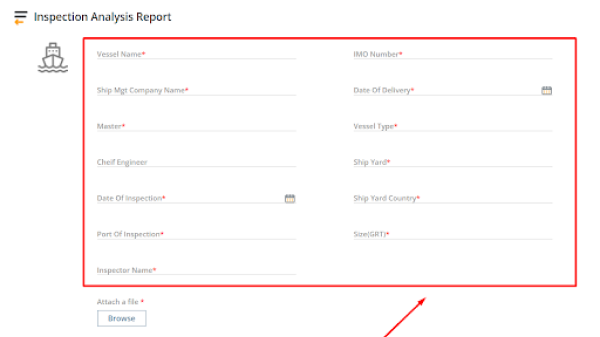 Inspection Analysis Report
Vessel Name*
IMO Number*
Ship Mgt Company Name*
Date Of Delivery*
Master*
Vessel Type*
Cheif Engineer
Ship Yard*
Date Of Inspection*
Ship Yard Country*
Port Of Inspection*
Size(GRT)*
Inspector Name*
Attach a file *
Browse